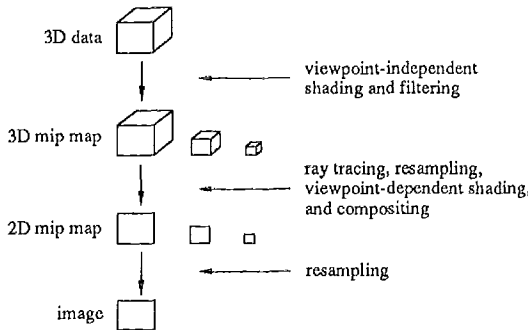 3D data
viewpoint-independent
shading and filtering
3D mip map
ray tracing, resampling,
viewpoint-dependent shading,
and compositing
2D mip map
resampling
image